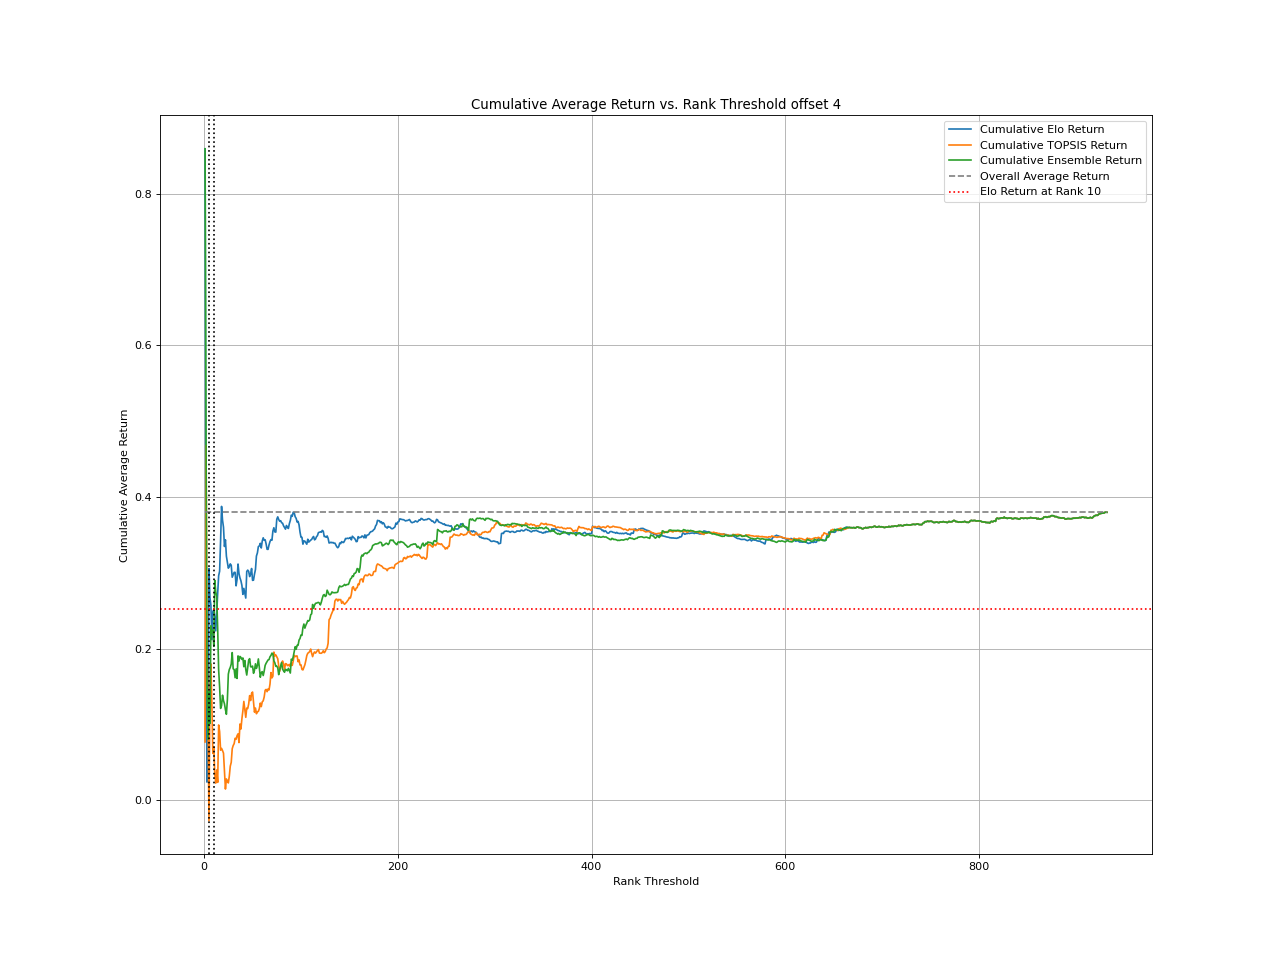 Cumulative Average Return vs. Rank Threshold offset 4
Cumulative Elo Return
Cumulative TOPSIS Return
Cumulative Ensemble Return
Overall Average Return
Elo Return at Rank 10
Cumulative Average Return
0.8
0.6
0.4
0.2
0.0
0
200
400
600
800
Rank Threshold